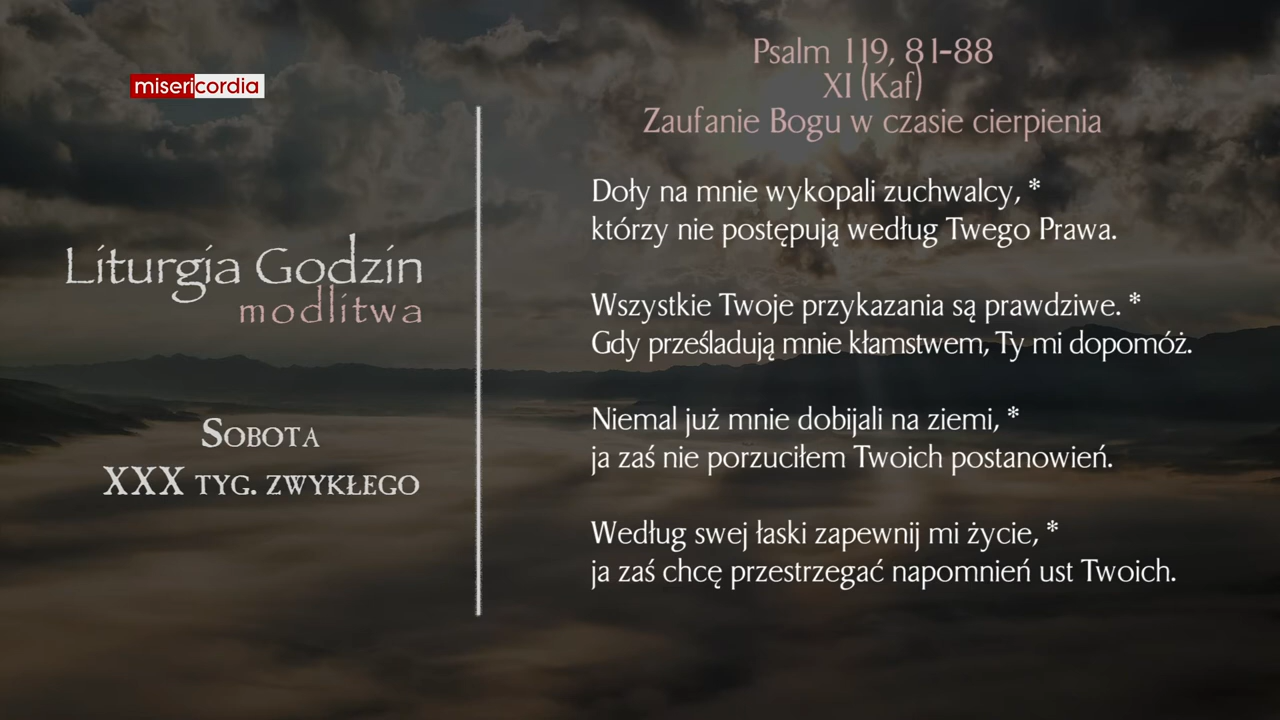 misericordia
Liturgia Godzin
modlitwa
Sobota
XXX tyg. zwykłego
Psalm 119, 81-88
XI (Kaf)
Zaufanie Bogu w czasie cierpienia
Doły na mnie wykopali zuchwalcy, *
którzy nie postępują według Twego Prawa.
Wszystkie Twoje przykazania są prawdziwe. *
Gdy prześladują mnie kłamstwem, Ty mi dopomóż.
Niemal już mnie dobijali na ziemi, *
ja zaś nie porzuciłem Twoich postanowień.
Według swej łaski zapewnij mi życie, *
ja zaś chcę przestrzegać napomnień ust Twoich.